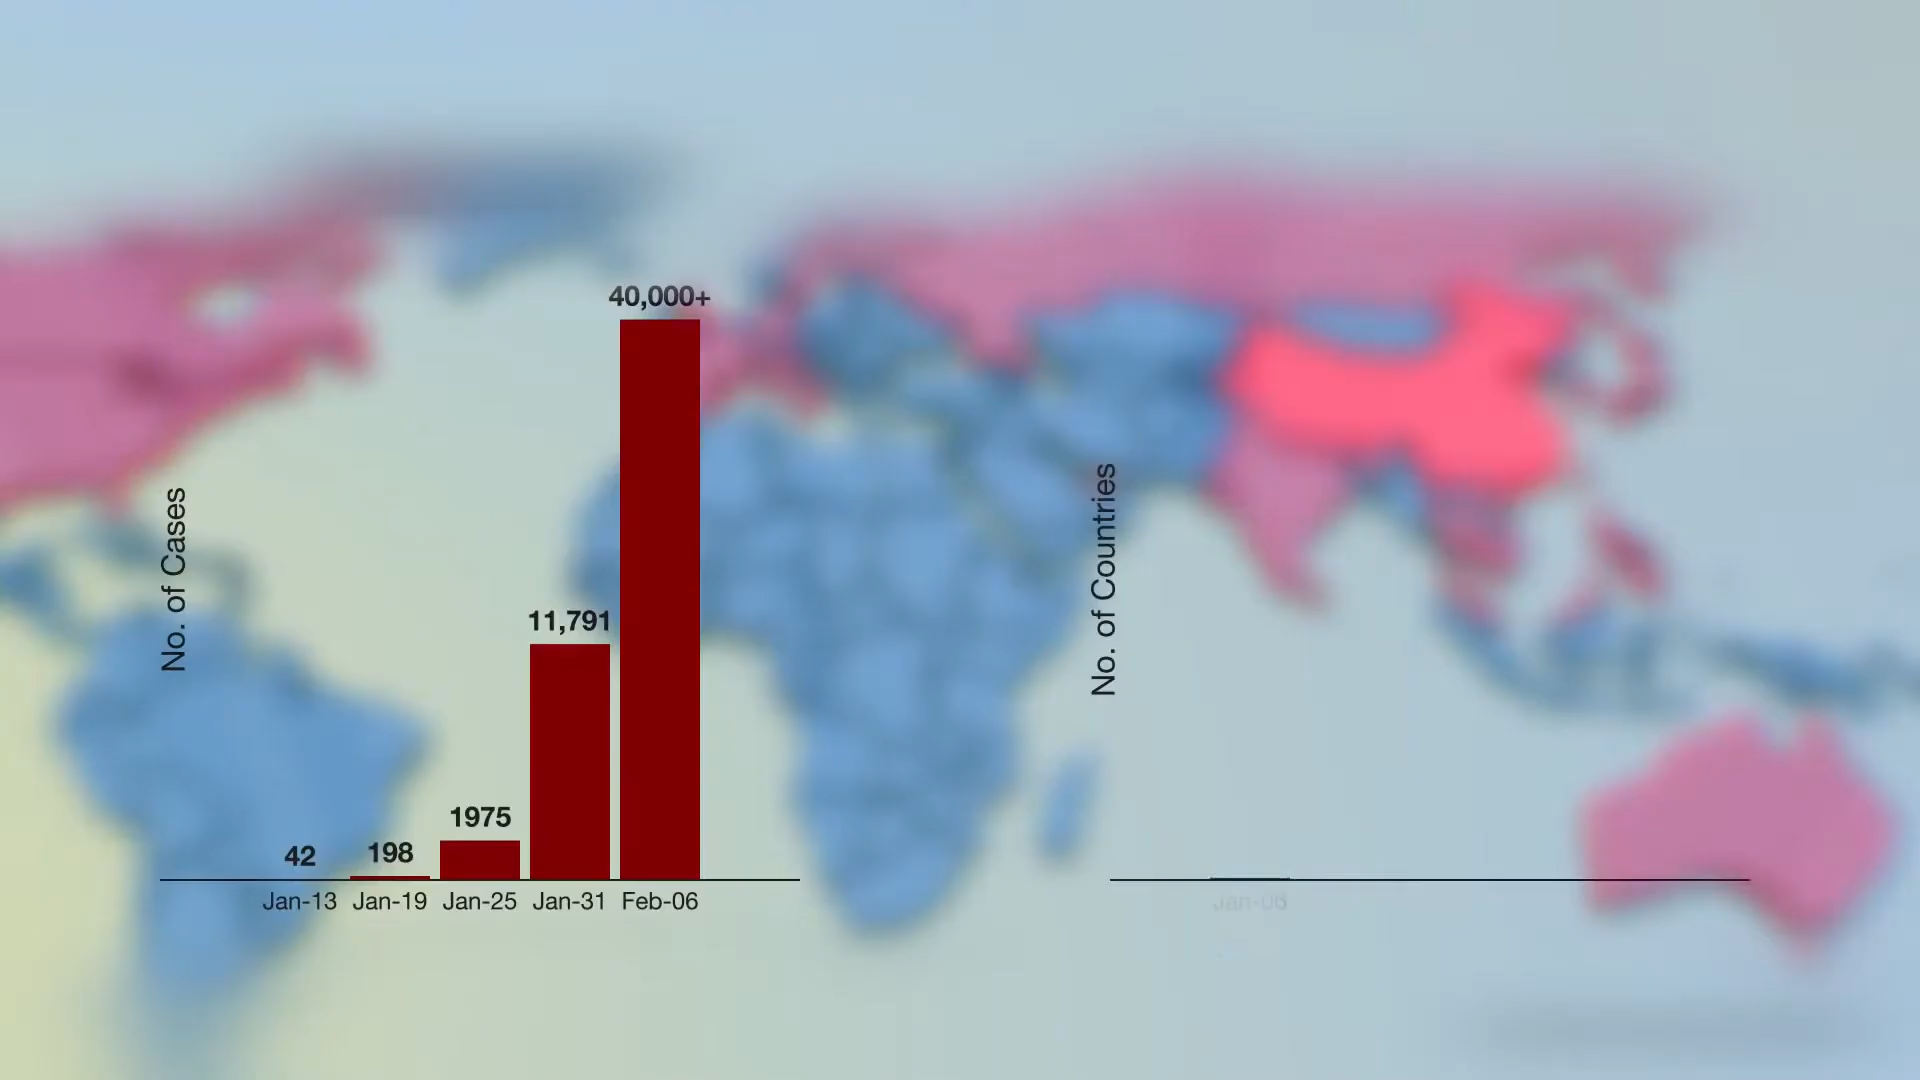 No. of Cases
42
198
1975
11,791
40,000+
Jan-13
Jan-19
Jan-25
Jan-31
Feb-06
No. of Countries